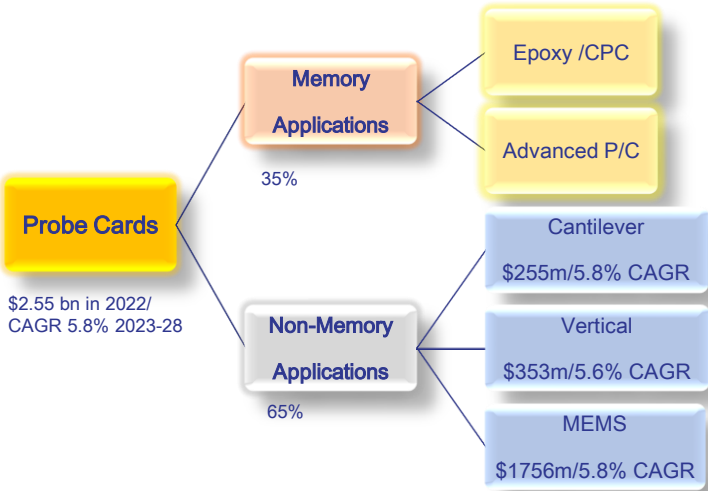 Probe Cards
$2.55 bn in 2022/
CAGR 5.8% 2023-28
Memory
Applications
35%
Epoxy /CPC
Advanced P/C
Non-Memory
Applications
65%
Cantilever
$255m/5.8% CAGR
Vertical
$353m/5.6% CAGR
MEMS
$1756m/5.8% CAGR